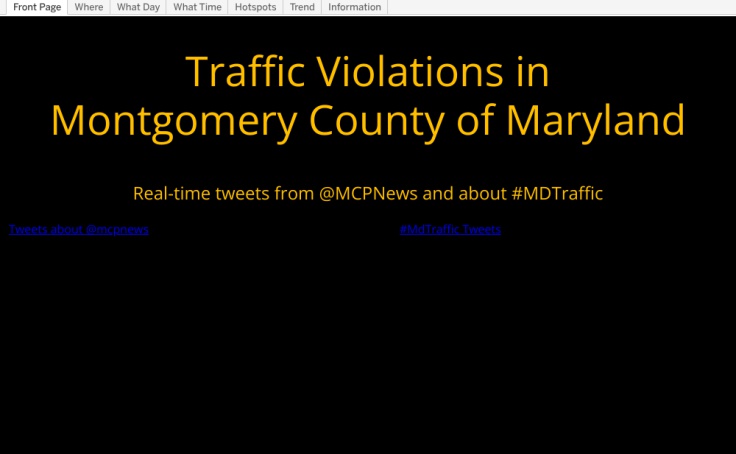 Front Page Where What Day What Time Hotspots Trend Information
Traffic Violations in
Montgomery County of Maryland
Real-time tweets from @MCPNews and about #MDTraffic
Tweets about @mcpnews #MdTraffic Tweets